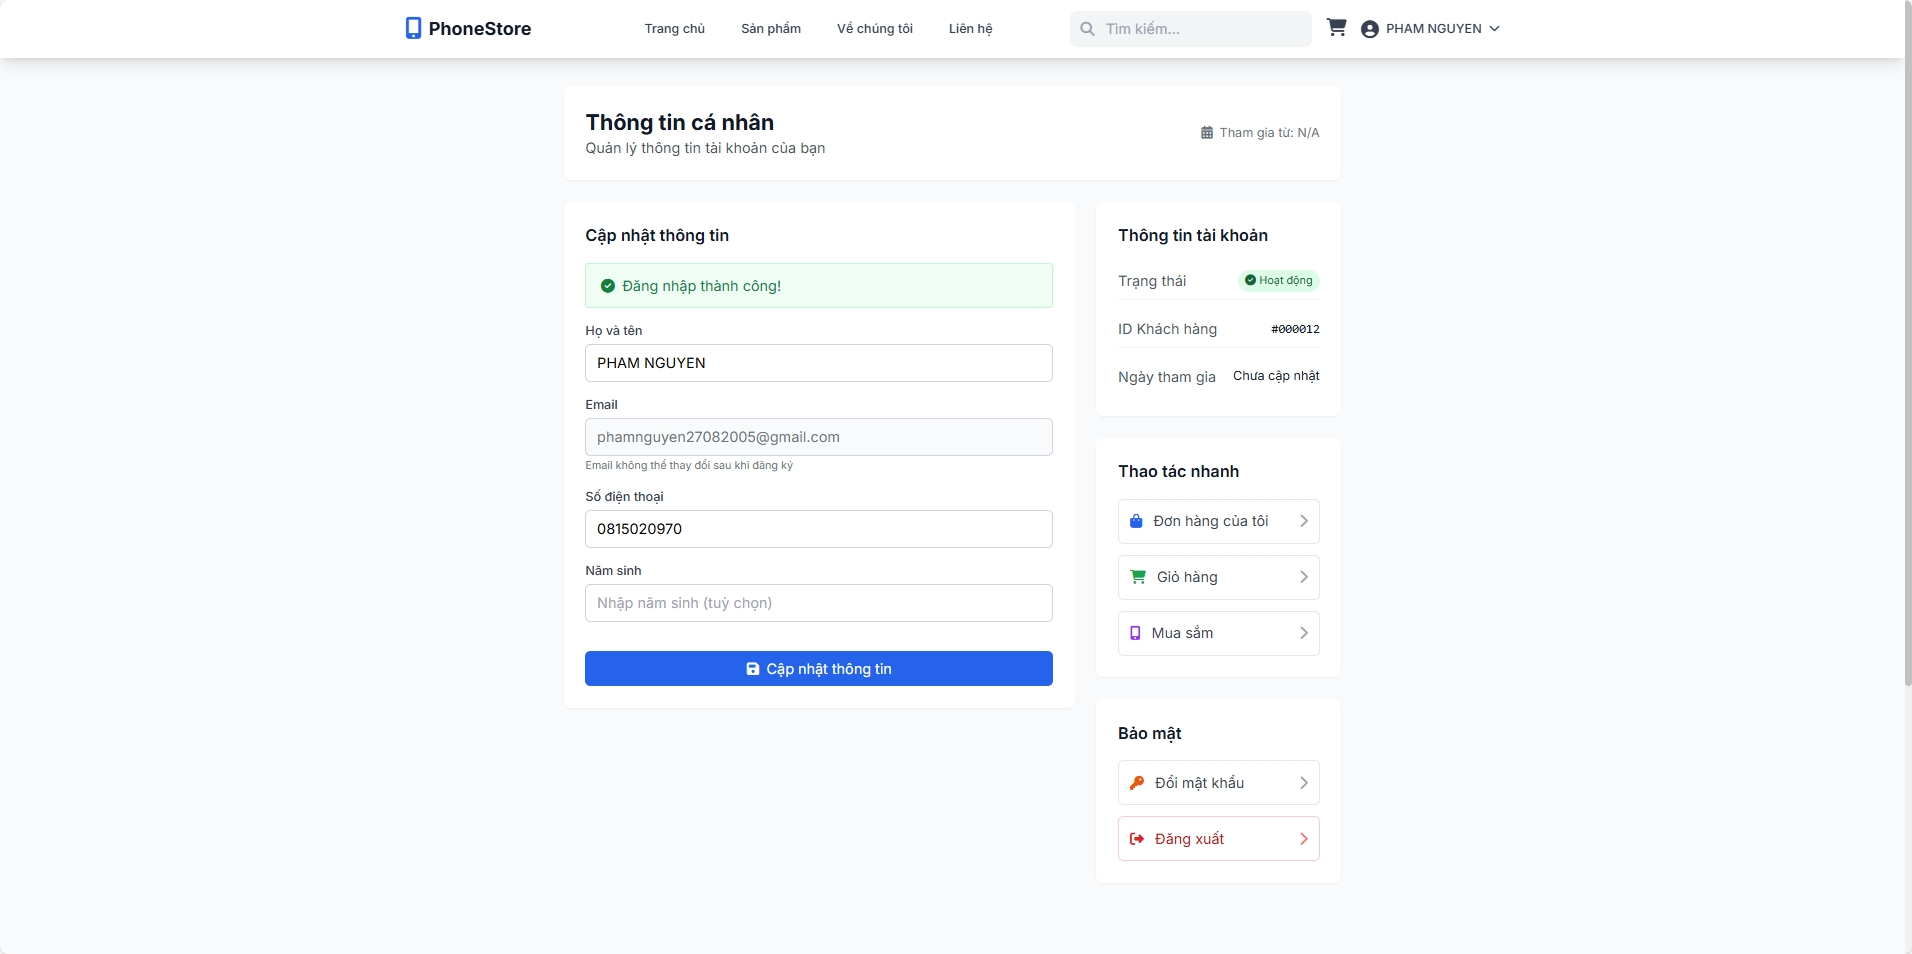 PhoneStore
Trang chủ
Sản phẩm
Về chúng tôi
Liên hệ
Tìm kiếm...
PHAM NGUYEN
Thông tin cá nhân
Quản lý thông tin tài khoản của bạn
Tham gia từ: N/A
Cập nhật thông tin
Đăng nhập thành công!
Họ và tên
PHAM NGUYEN
Email
phamnguyen27082005@gmail.com
Email không thể thay đổi sau khi đăng ký
Số điện thoại
0815020970
Năm sinh
Nhập năm sinh (tuỳ chọn)
Cập nhật thông tin
Thông tin tài khoản
Trạng thái
Hoạt động
ID Khách hàng
#000012
Ngày tham gia
Chưa cập nhật
Thao tác nhanh
Đơn hàng của tôi
Giỏ hàng
Mua sắm
Bảo mật
Đổi mật khẩu
Đăng xuất